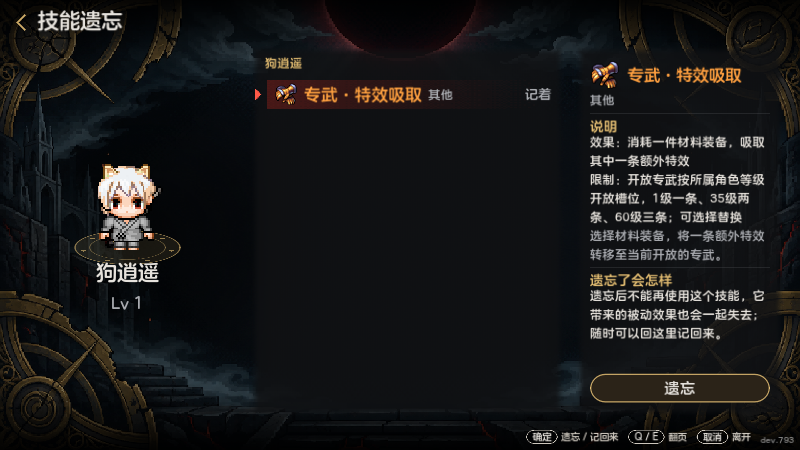 技能遗忘
狗逍遥
Lv 1
狗逍遥
专武·特效吸取 其他 记着
专武·特效吸取
其他
说明
效果：消耗一件材料装备，吸取
其中一条额外特效
限制：开放专武按所属角色等级
开放槽位，1级一条、35级两
条、60级三条；可选择替换
选择材料装备，将一条额外特效
转移至当前开放的专武。
遗忘了会怎样
遗忘后不能再使用这个技能，它
带来的被动效果也会一起失去；
随时可以回这里记回来。
遗忘
确定 遗忘 / 记回来 Q / E 翻页 取消 离开
dev.793